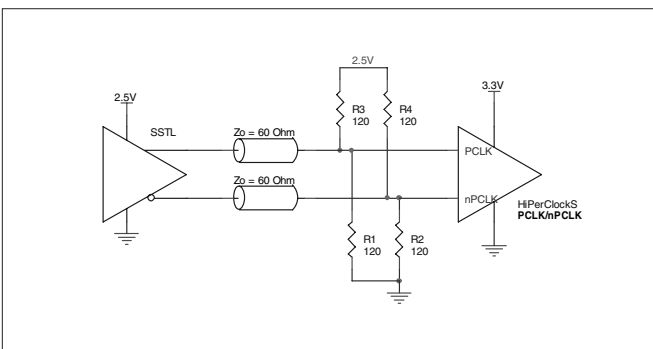 2.5V
3.3V
2.5V
SSTL
R3
120
R4
120
Zo = 60 Ohm
PCLK
Zo = 60 Ohm
nPCLK
HiPerClockS
PCLK/nPCLK
R1
120
R2
120